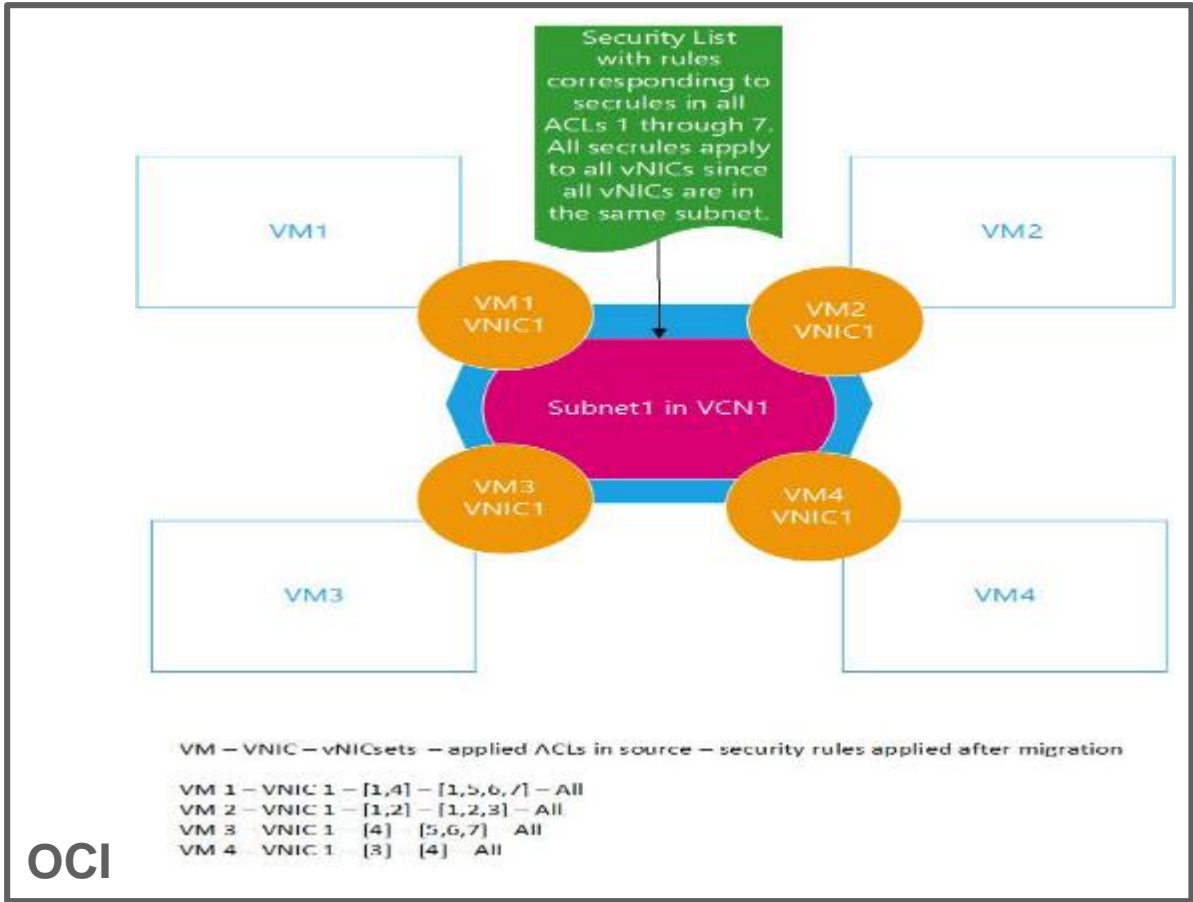 Security List
with rules
corresponding to
secrules in all
ACLs 1 through 7.
All secrules apply
to all vNICs since
all vNICs are in
the same subnet.
VM1
VM2
VM1
VNIC1
VM2
VNIC1
Subnet1 in VCN1
VM3
VNIC1
VM4
VNIC1
VM3
VM4
VM – VNIC – vNICsets – applied ACLs in source – security rules applied after migration
VM 1 – VNIC 1 – [1,4] – [1,5,6,7] – All
VM 2 – VNIC 1 – [1,2] – [1,2,3] – All
VM 3 – VNIC 1 – [4] – [5,6,7] – All
VM 4 – VNIC 1 – [3] – [4] – All
OCI